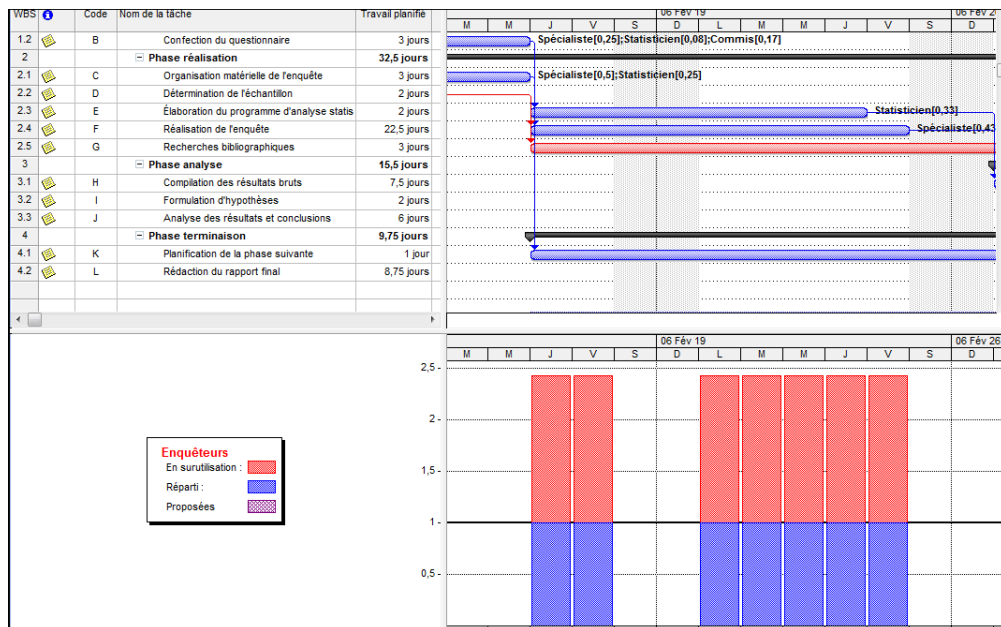 WBS Code Nom de la tâche Travail planifié
06 Fév 19
M M J V S D L M M J V S D
1.2 B Confection du questionnaire 3 jours Spécialiste[0,25];Statisticien[0,08];Commis[0,17]
2 Phase réalisation 32,5 jours
2.1 C Organisation matérielle de l'enquête 3 jours Spécialiste[0,5];Statisticien[0,25]
2.2 D Détermination de l'échantillon 2 jours
2.3 E Élaboration du programme d'analyse statis 2 jours Statisticien[0,33]
2.4 F Réalisation de l'enquête 22,5 jours Spécialiste[0,43
2.5 G Recherches bibliographiques 3 jours
3 Phase analyse 15,5 jours
3.1 H Compilation des résultats bruts 7,5 jours
3.2 I Formulation d'hypothèses 2 jours
3.3 J Analyse des résultats et conclusions 6 jours
4 Phase terminaison 9,75 jours
4.1 K Planification de la phase suivante 1 jour
4.2 L Rédaction du rapport final 8,75 jours
06 Fév 19 06 Fév 26
M M J V S D L M M J V S D
2,5
2
1,5
1
0,5
Enquêteurs
En surutilisation :
Réparti :
Proposées